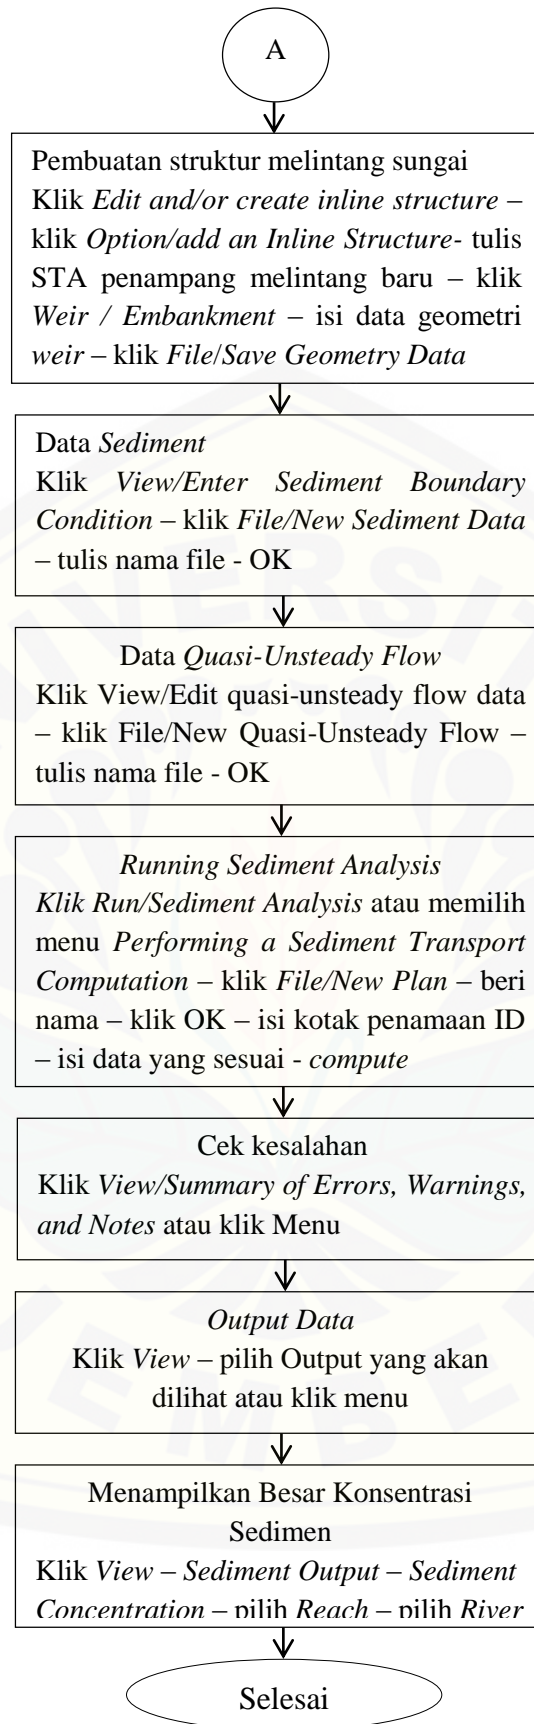 A
Pembuatan struktur melintang sungai
Klik Edit and/or create inline structure –
klik Option/add an Inline Structure- tulis
STA penampang melintang baru – klik
Weir / Embankment – isi data geometri
weir – klik File/Save Geometry Data
Data Sediment
Klik View/Enter Sediment Boundary
Condition – klik File/New Sediment Data
– tulis nama file - OK
Data Quasi-Unsteady Flow
Klik View/Edit quasi-unsteady flow data
– klik File/New Quasi-Unsteady Flow –
tulis nama file - OK
Running Sediment Analysis
Klik Run/Sediment Analysis atau memilih
menu Performing a Sediment Transport
Computation – klik File/New Plan – beri
nama – klik OK – isi kotak penamaan ID
– isi data yang sesuai - compute
Cek kesalahan
Klik View/Summary of Errors, Warnings,
and Notes atau klik Menu
Output Data
Klik View – pilih Output yang akan
dilihat atau klik menu
Menampilkan Besar Konsentrasi
Sedimen
Klik View – Sediment Output – Sediment
Concentration – pilih Reach – pilih River
Selesai